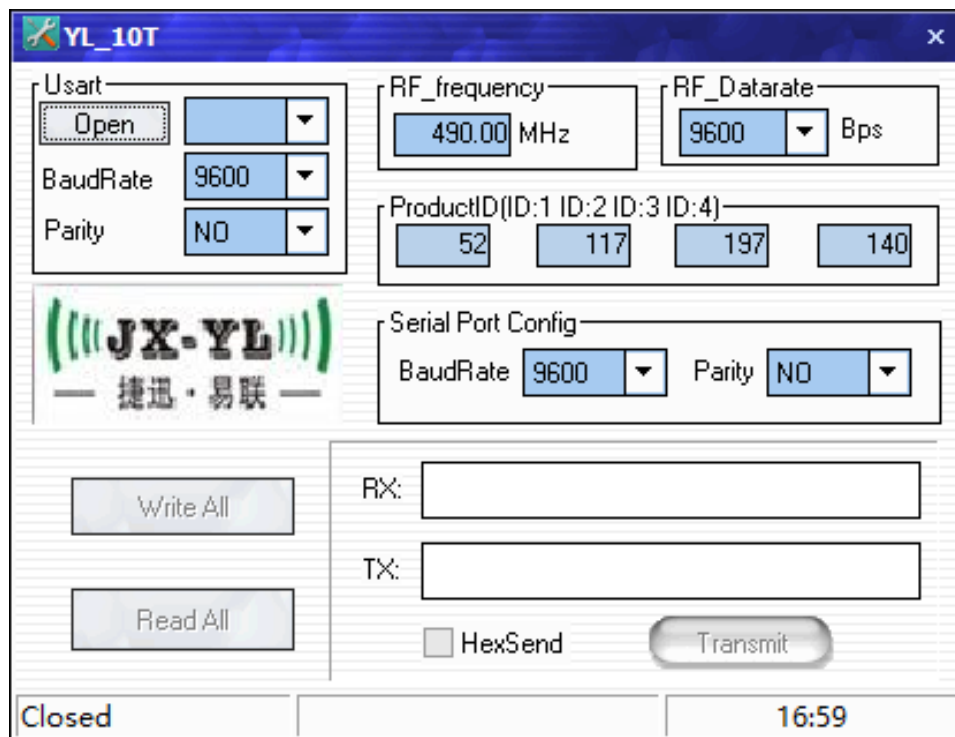 YL_10T
x
Usart
Open
BaudRate 9600
Parity NO
RF_frequency
490.00 MHz
RF_Datarate
9600 Bps
ProductID(ID:1 ID:2 ID:3 ID:4)
52 117 197 140
JX-YL
捷迅·易联
Serial Port Config
BaudRate 9600 Parity NO
Write All
Read All
RX:
TX:
HexSend
Transmit
Closed
16:59